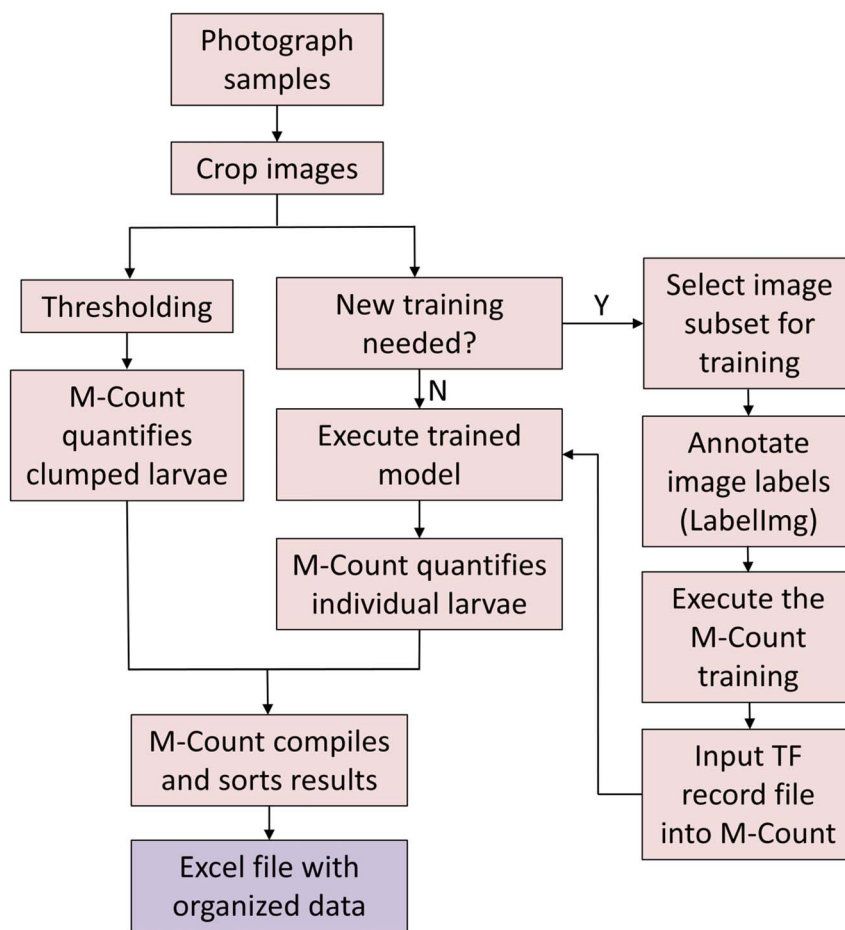 Photograph
samples
Crop images
Thresholding
M-Count
quantifies
clumped larvae
New training
needed?
Y
N
Execute trained
model
M-Count quantifies
individual larvae
Select image
subset for
training
Annotate
image labels
(LabelImg)
Execute the
M-Count
training
Input TF
record file
into M-Count
M-Count compiles
and sorts results
Excel file with
organized data